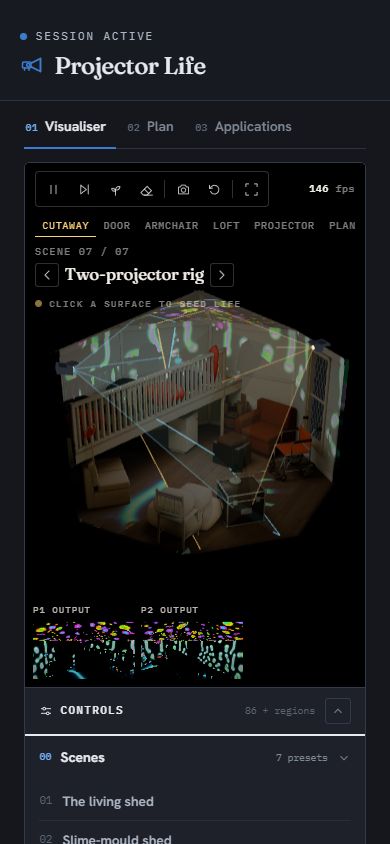 SESSION ACTIVE
Projector Life
01 Visualiser 02 Plan 03 Applications
146 fps
CUTAWAY DOOR ARMCHAIR LOFT PROJECTOR PLAN
SCENE 07 / 07
Two-projector rig
CLICK A SURFACE TO SEED LIFE
P1 OUTPUT P2 OUTPUT
CONTROLS 86 + regions
00 Scenes 7 presets
01 The living shed
02 Slime-mould shed